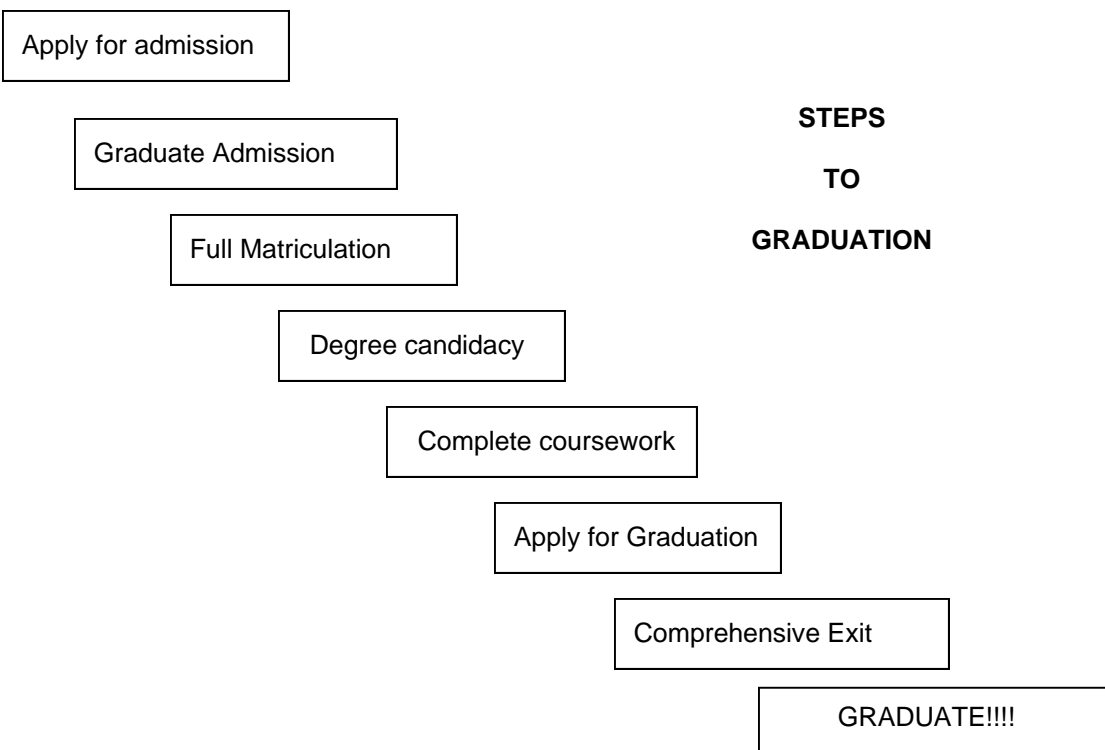 Apply for admission
STEPS
Graduate Admission
TO
Full Matriculation
GRADUATION
Degree candidacy
Complete coursework
Apply for Graduation
Comprehensive Exit
GRADUATE!!!!